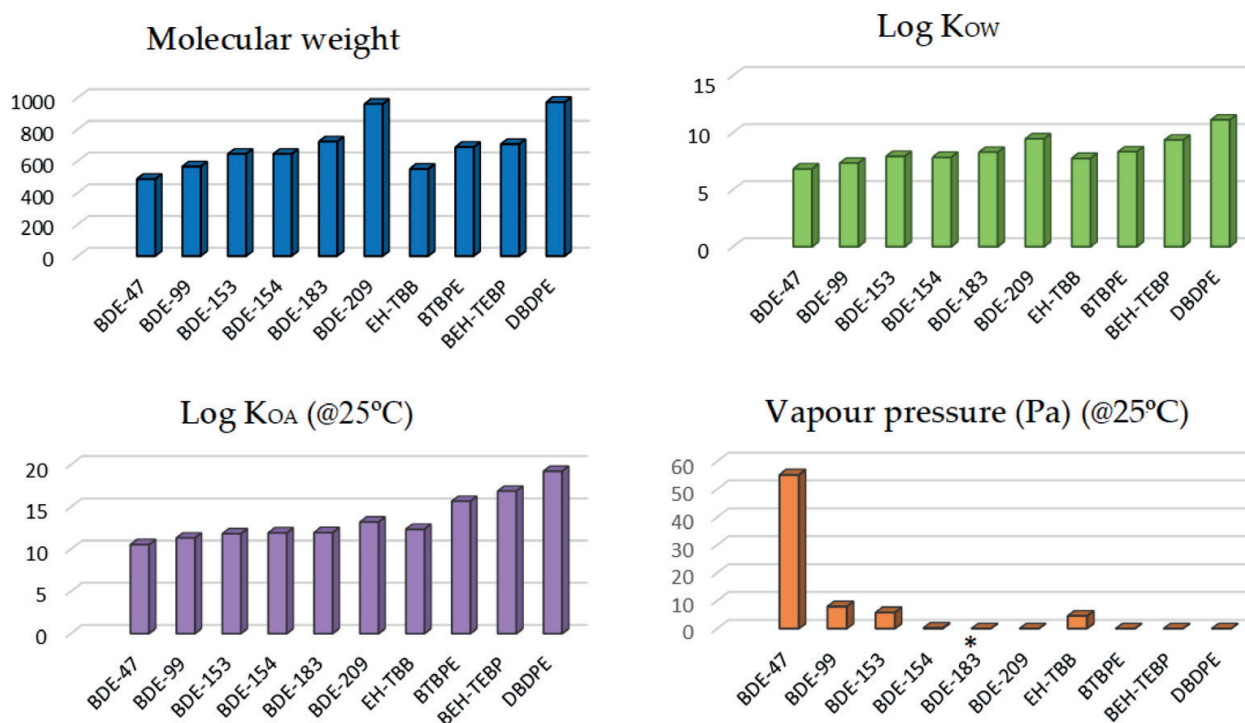 Molecular weight
1000
800
600
400
200
0
BDE-47
BDE-99
BDE-153
BDE-154
BDE-183
BDE-209
EH-TBB
BTBPE
BEH-TEBP
DBDPE
Log KOW
15
10
5
0
BDE-47
BDE-99
BDE-153
BDE-154
BDE-183
BDE-209
EH-TBB
BTBPE
BEH-TEBP
DBDPE
Log KOA (@25ºC)
20
15
10
5
0
BDE-47
BDE-99
BDE-153
BDE-154
BDE-183
BDE-209
EH-TBB
BTBPE
BEH-TEBP
DBDPE
Vapour pressure (Pa) (@25ºC)
60
50
40
30
20
10
0
*
BDE-47
BDE-99
BDE-153
BDE-154
BDE-183
BDE-209
EH-TBB
BTBPE
BEH-TEBP
DBDPE